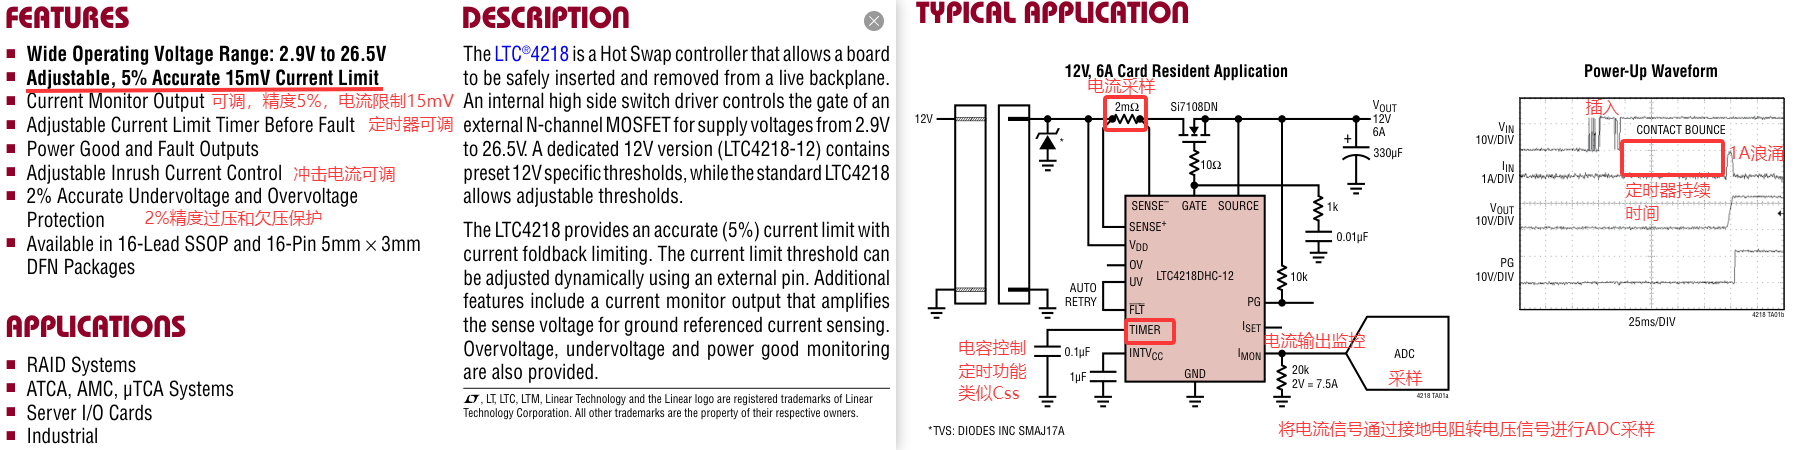 FEATURES
■ Wide Operating Voltage Range: 2.9V to 26.5V
■ Adjustable, 5% Accurate 15mV Current Limit
■ Current Monitor Output 可调，精度5%，电流限制15mV
■ Adjustable Current Limit Timer Before Fault 定时器可调
■ Power Good and Fault Outputs
■ Adjustable Inrush Current Control 冲击电流可调
■ 2% Accurate Undervoltage and Overvoltage
Protection 2%精度过压和欠压保护
■ Available in 16-Lead SSOP and 16-Pin 5mm × 3mm
DFN Packages
APPLICATIONS
■ RAID Systems
■ ATCA, AMC, µTCA Systems
■ Server I/O Cards
■ Industrial
DESCRIPTION
The LTC®4218 is a Hot Swap controller that allows a board
to be safely inserted and removed from a live backplane.
An internal high side switch driver controls the gate of an
external N-channel MOSFET for supply voltages from 2.9V
to 26.5V. A dedicated 12V version (LTC4218-12) contains
preset 12V specific thresholds, while the standard LTC4218
allows adjustable thresholds.
The LTC4218 provides an accurate (5%) current limit with
current foldback limiting. The current limit threshold can
be adjusted dynamically using an external pin. Additional
features include a current monitor output that amplifies
the sense voltage for ground referenced current sensing.
Overvoltage, undervoltage and power good monitoring
are also provided.
LT, LT, LTC, LTM, Linear Technology and the Linear logo are registered trademarks of Linear
Technology Corporation. All other trademarks are the property of their respective owners.
TYPICAL APPLICATION
12V, 6A Card Resident Application
电流采样
2mΩ
Si7108DN
VOUT
12V
6A
12V
*
+
330µF
10Ω
SENSE– GATE SOURCE
1k
SENSE+
0.01µF
VDD
OV
LTC4218DHC-12
UV
10k
AUTO
RETRY
PG
FLT
TIMER
ISET
电流输出监控
电容控制
定时功能
类似Css
0.1µF
INTVCC
IMON
ADC
采样
1µF
GND
20k
2V = 7.5A
4218 TA01a
*TVS: DIODES INC SMAJ17A
将电流信号通过接地电阻转电压信号进行ADC采样
Power-Up Waveform
插入
VIN
10V/DIV
CONTACT BOUNCE
1A浪涌
IIN
1A/DIV
定时器持续
时间
VOUT
10V/DIV
PG
10V/DIV
25ms/DIV
4218 TA01b